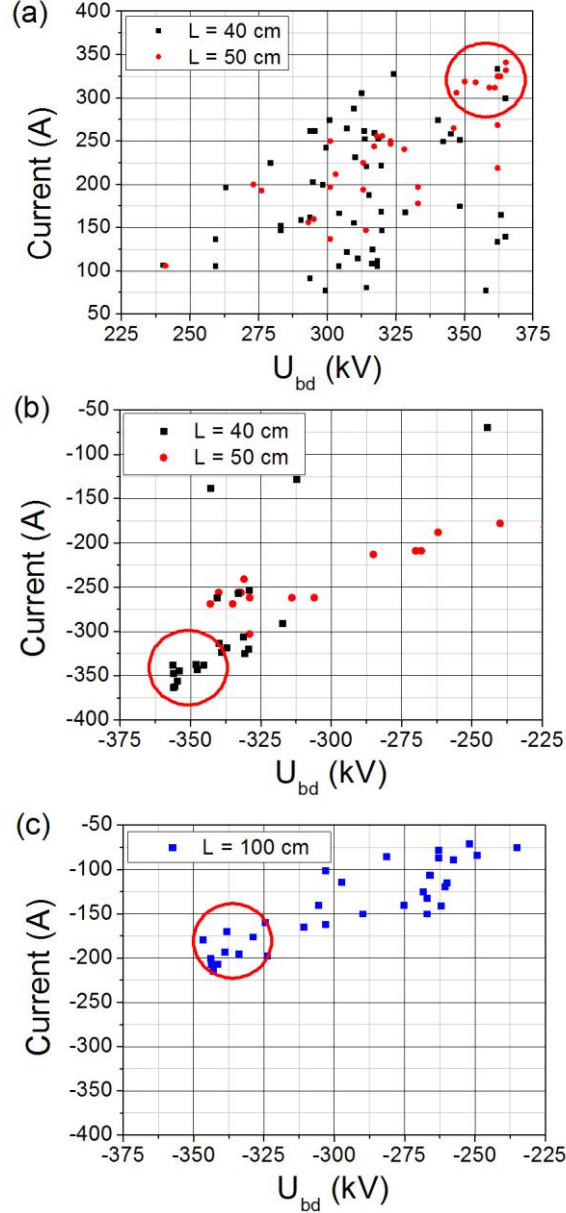 (a)
L = 40 cm
L = 50 cm
400
350
300
250
200
150
100
50
Current (A)
225 250 275 300 325 350 375
U_bd (kV)
(b)
L = 40 cm
L = 50 cm
-50
-100
-150
-200
-250
-300
-350
-400
Current (A)
-375 -350 -325 -300 -275 -250 -225
U_bd (kV)
(c)
L = 100 cm
-50
-100
-150
-200
-250
-300
-350
-400
Current (A)
-375 -350 -325 -300 -275 -250 -225
U_bd (kV)